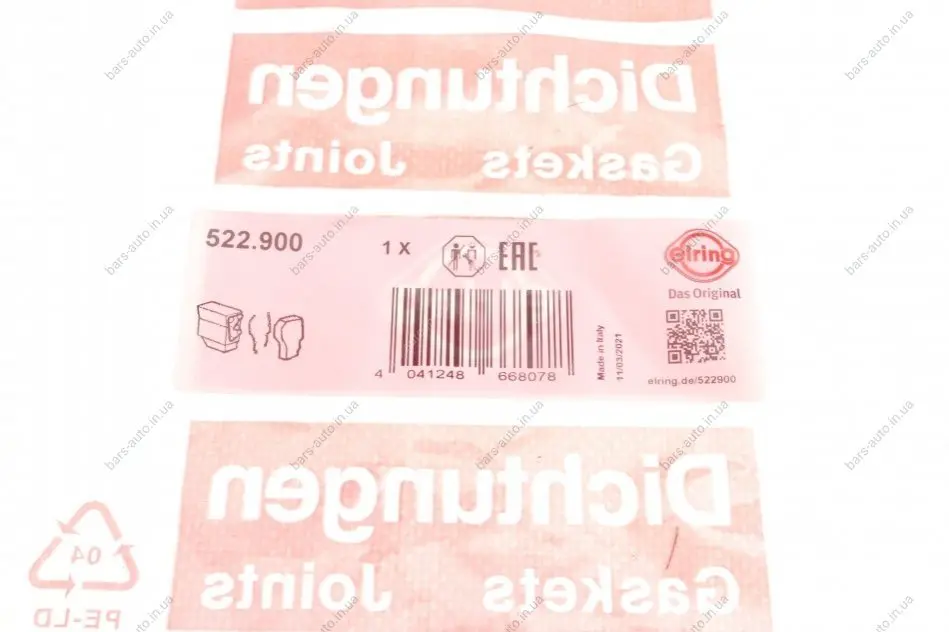 Dichtungen
Gaskets Joints
522.900
1 X
EAC
elring
Das Original
4 041248 668078
Made in Italy
11/03/2021
elring.de/522900
Dichtungen
Gaskets Joints
04
PE-LD
bars-auto.in.ua